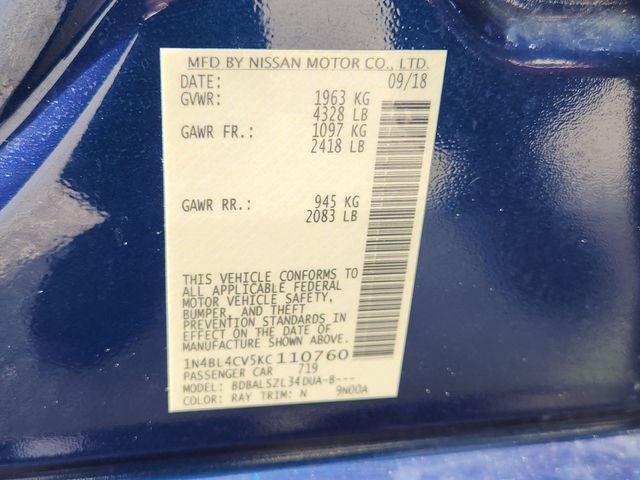 MFD BY NISSAN MOTOR CO., LTD.
DATE: 09/18
GVWR: 1963 KG
4328 LB
GAWR FR.: 1097 KG
2418 LB
GAWR RR.: 945 KG
2083 LB
THIS VEHICLE CONFORMS TO
ALL APPLICABLE FEDERAL
MOTOR VEHICLE SAFETY,
BUMPER, AND THEFT
PREVENTION STANDARDS IN
EFFECT ON THE DATE OF
MANUFACTURE SHOWN ABOVE.
1N4BL4CV5KC110760
PASSENGER CAR 719
MODEL: BDBALSZL34DUA-B---
COLOR: RAY TRIM: N 9N00A